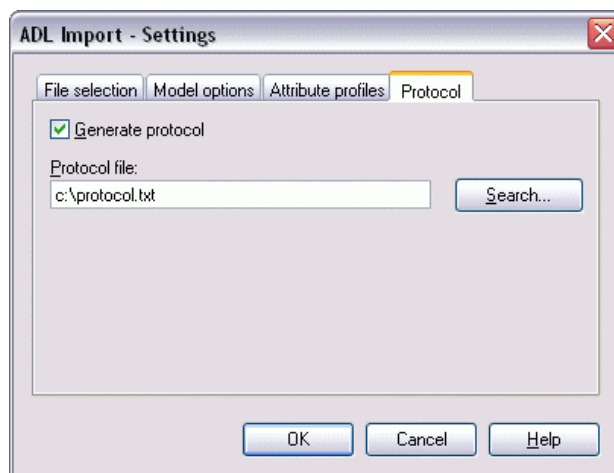 ADL Import - Settings
File selection Model options Attribute profiles Protocol
Generate protocol
Protocol file:
c:\protocol.txt Search...
OK Cancel Help